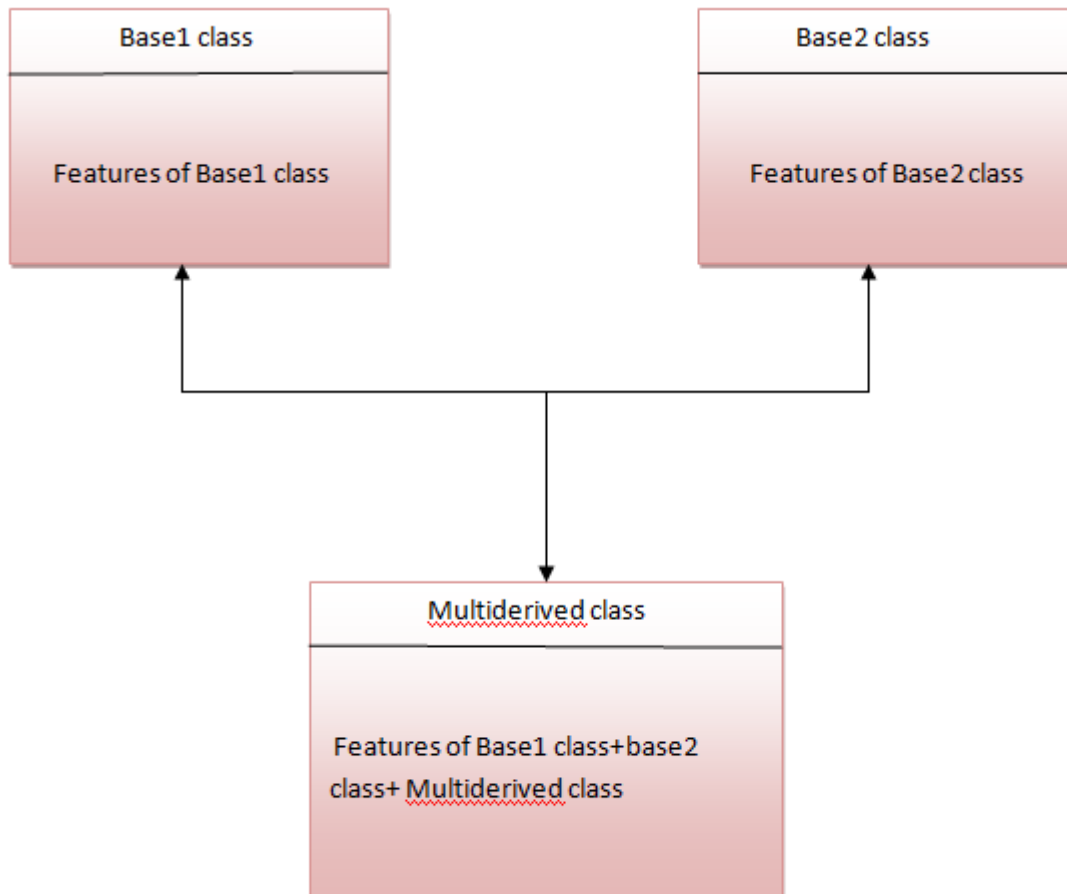 Base1 class
Base2 class
Features of Base1 class
Features of Base2 class
Multiderived class
Features of Base1 class+base2
class+ Multiderived class